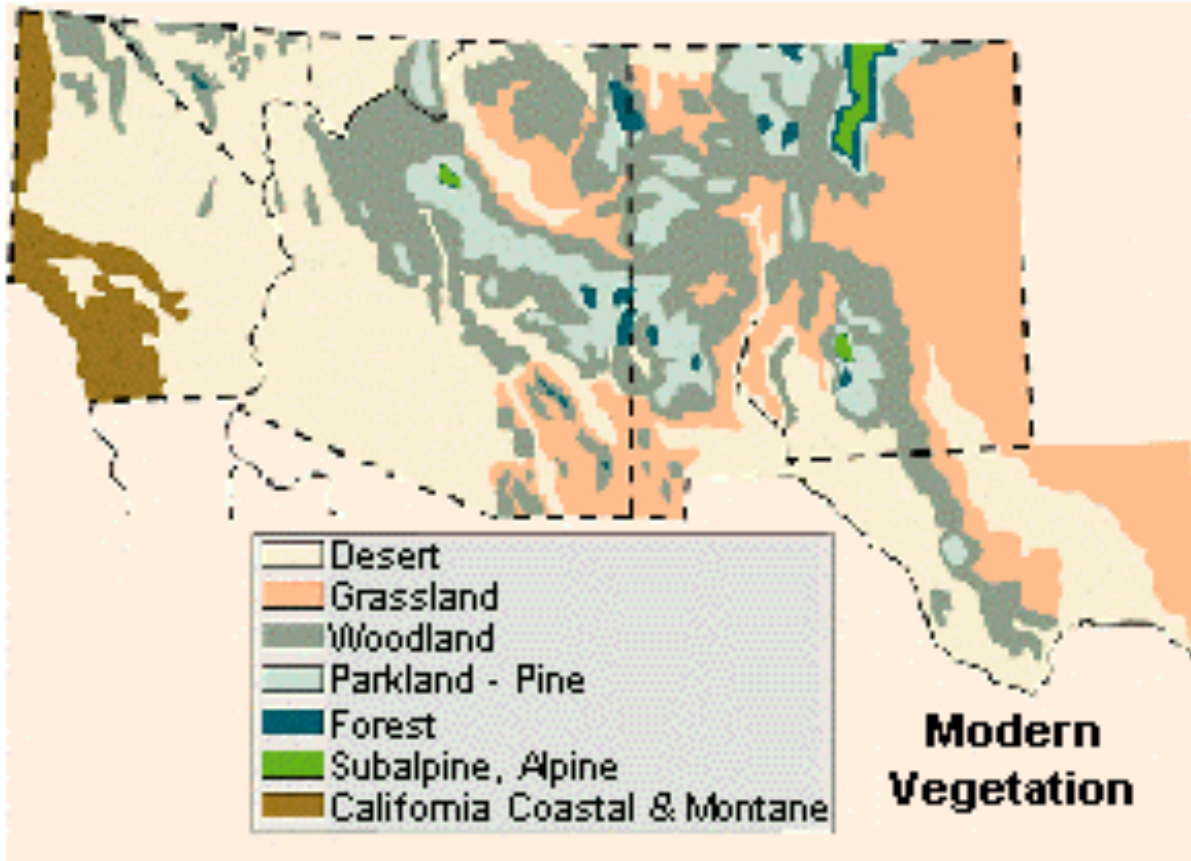 Desert
Grassland
Woodland
Parkland - Pine
Forest
Subalpine, Alpine
California Coastal & Montane
Modern
Vegetation